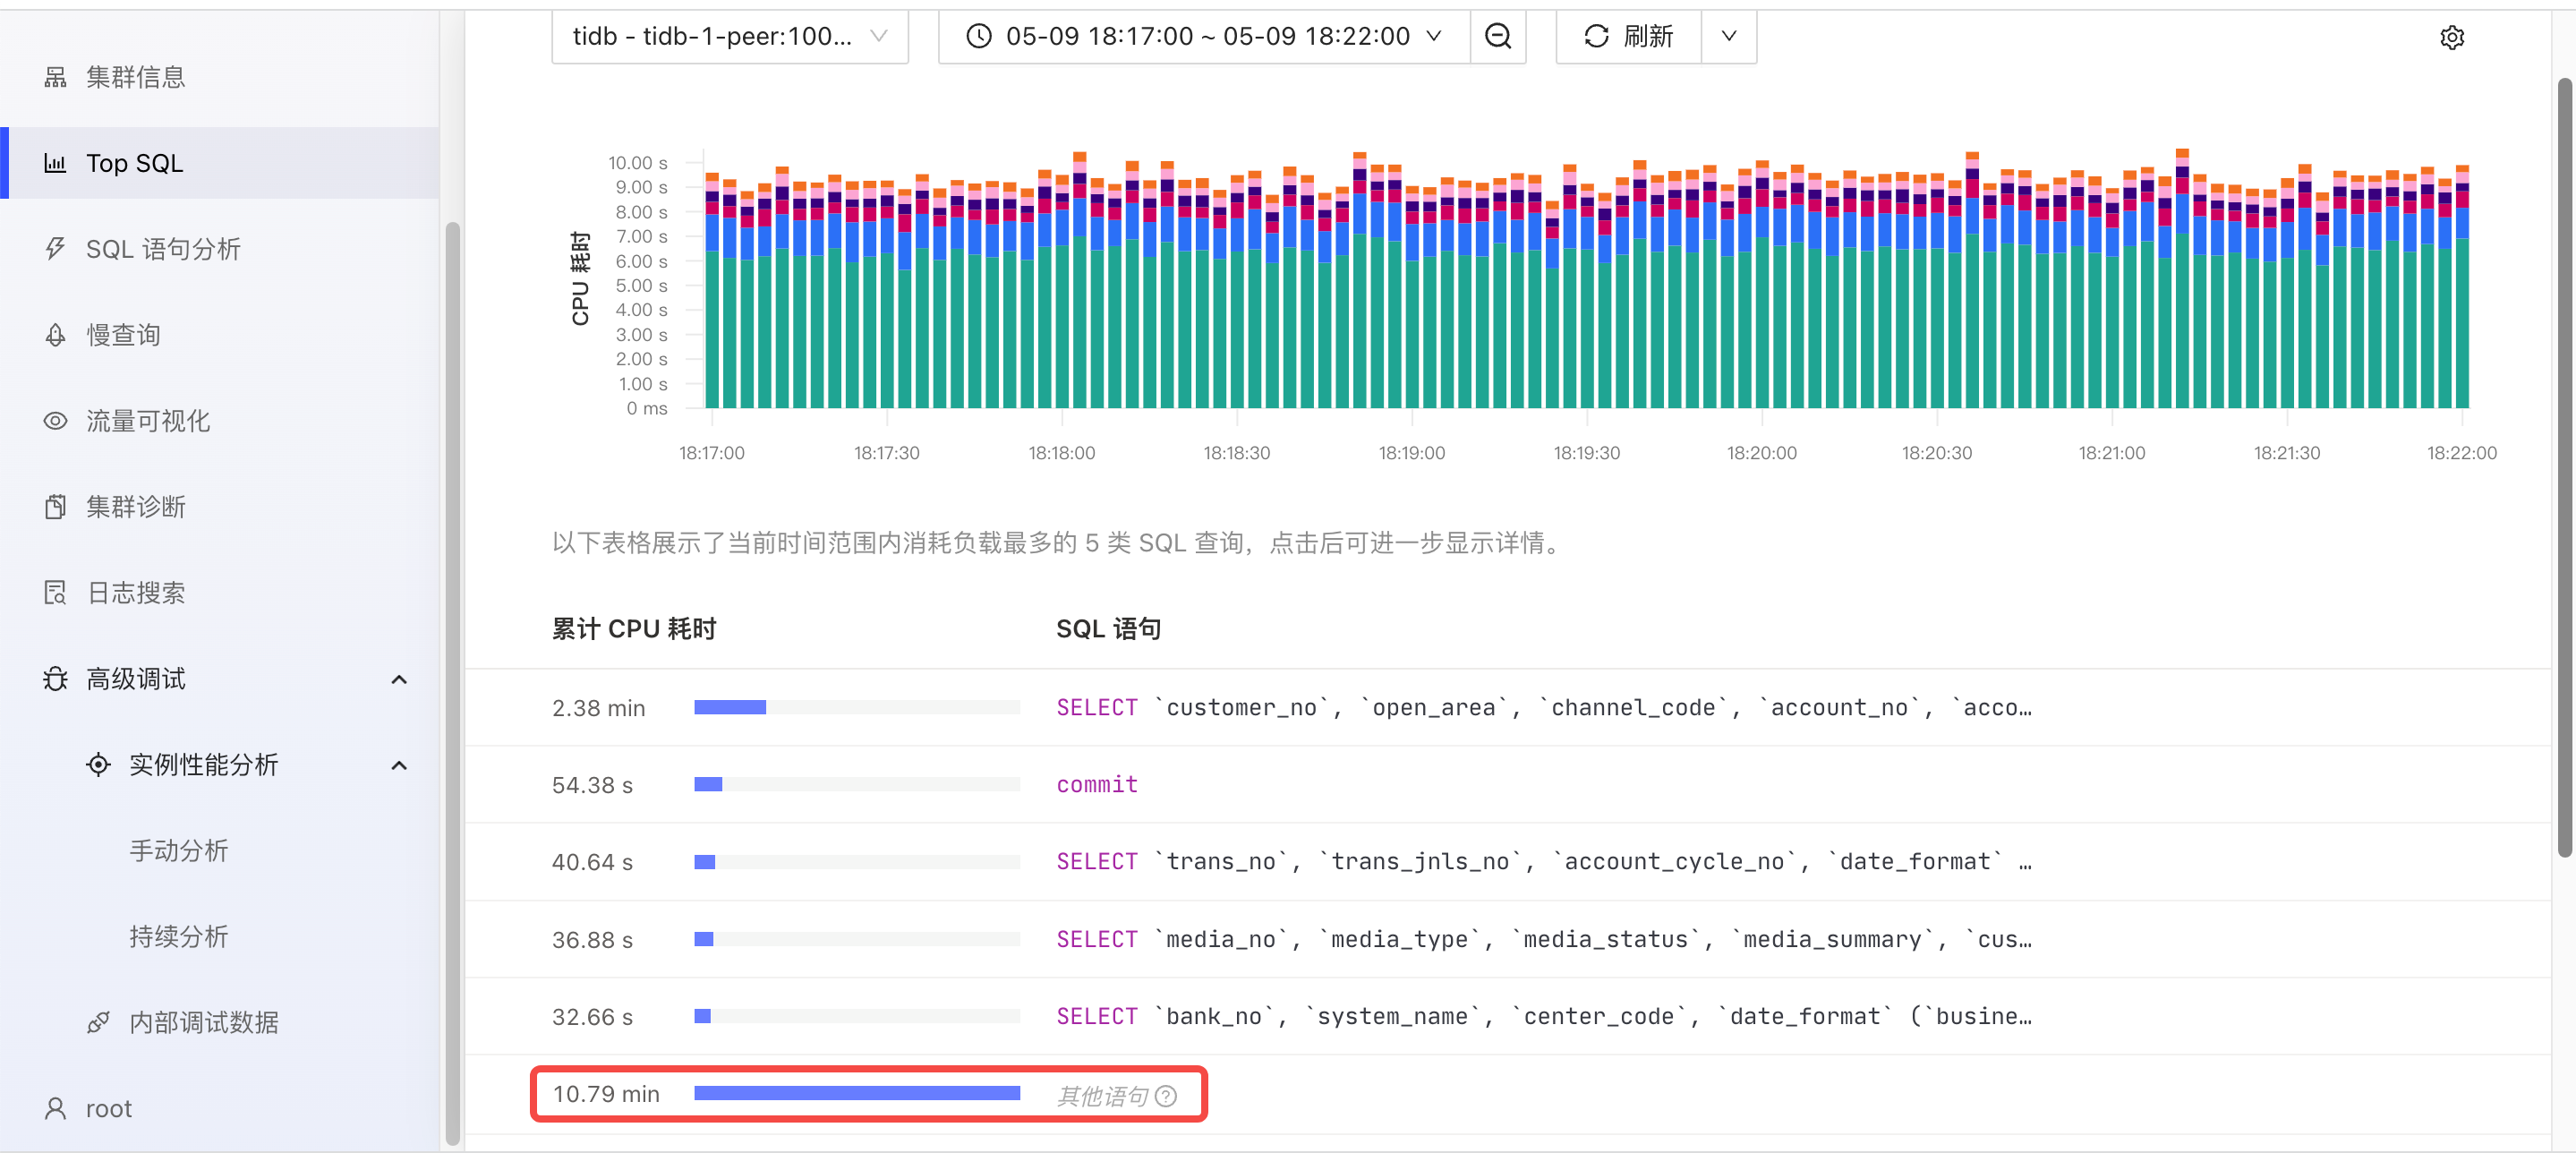 集群信息
Top SQL
SQL 语句分析
慢查询
流量可视化
集群诊断
日志搜索
高级调试
实例性能分析
手动分析
持续分析
内部调试数据
root
tidb - tidb-1-peer:100...
05-09 18:17:00 ~ 05-09 18:22:00
刷新
CPU 耗时
10.00 s
9.00 s
8.00 s
7.00 s
6.00 s
5.00 s
4.00 s
3.00 s
2.00 s
1.00 s
0 ms
18:17:00 18:17:30 18:18:00 18:18:30 18:19:00 18:19:30 18:20:00 18:20:30 18:21:00 18:21:30 18:22:00
以下表格展示了当前时间范围内消耗负载最多的 5 类 SQL 查询，点击后可进一步显示详情。
累计 CPU 耗时 SQL 语句
2.38 min SELECT `customer_no`, `open_area`, `channel_code`, `account_no`, `acco...
54.38 s commit
40.64 s SELECT `trans_no`, `trans_jnls_no`, `account_cycle_no`, `date_format` ...
36.88 s SELECT `media_no`, `media_type`, `media_status`, `media_summary`, `cus...
32.66 s SELECT `bank_no`, `system_name`, `center_code`, `date_format` (`busine...
10.79 min 其他语句